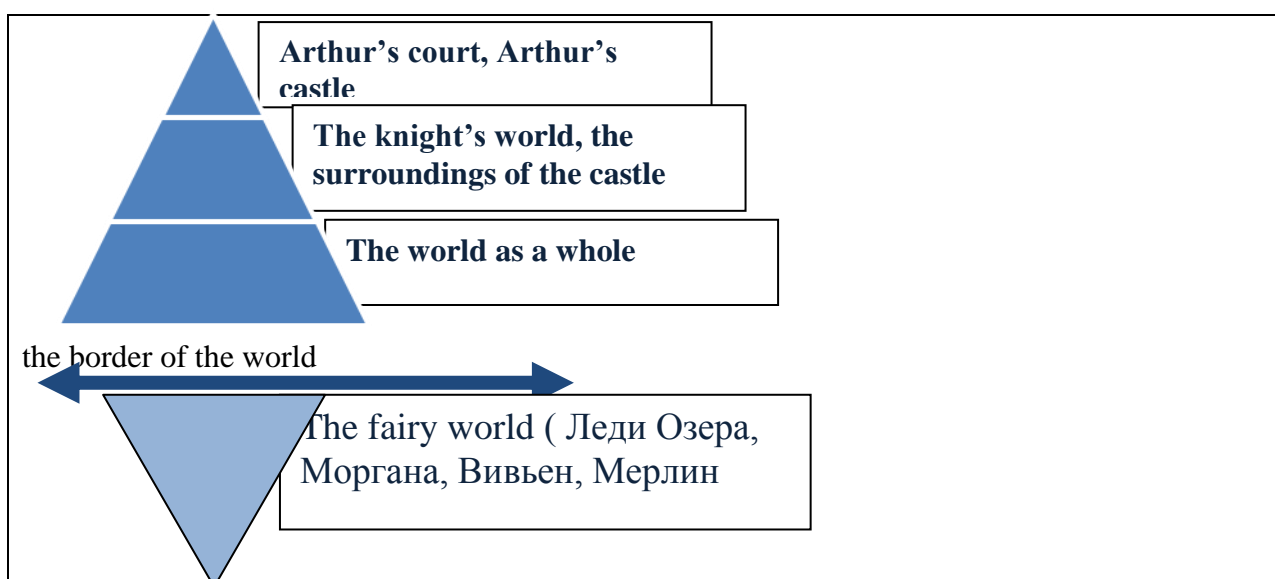 Arthur’s court, Arthur’s
castle
The knight’s world, the
surroundings of the castle
The world as a whole
the border of the world
The fairy world ( Леди Озера,
Моргана, Вивьен, Мерлин